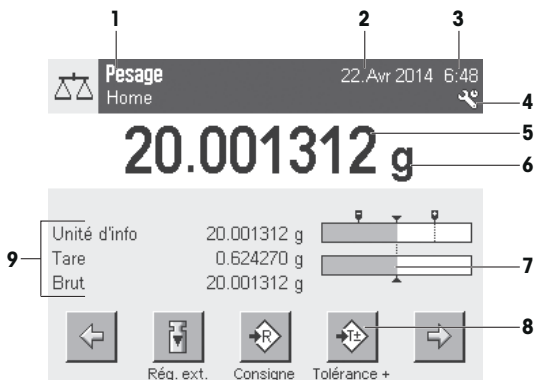 1 2 3
Pesage 22.Avr 2014 6:48
Home
4
20.001312 g
5
6
Unité d'info 20.001312 g
9 Tare 0.624270 g 7
Brut 20.001312 g
R T± 8
Rég. ext. Consigne Tolérance +